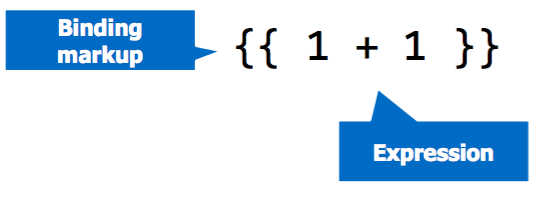 Binding
markup
{{ 1 + 1 }}
Expression